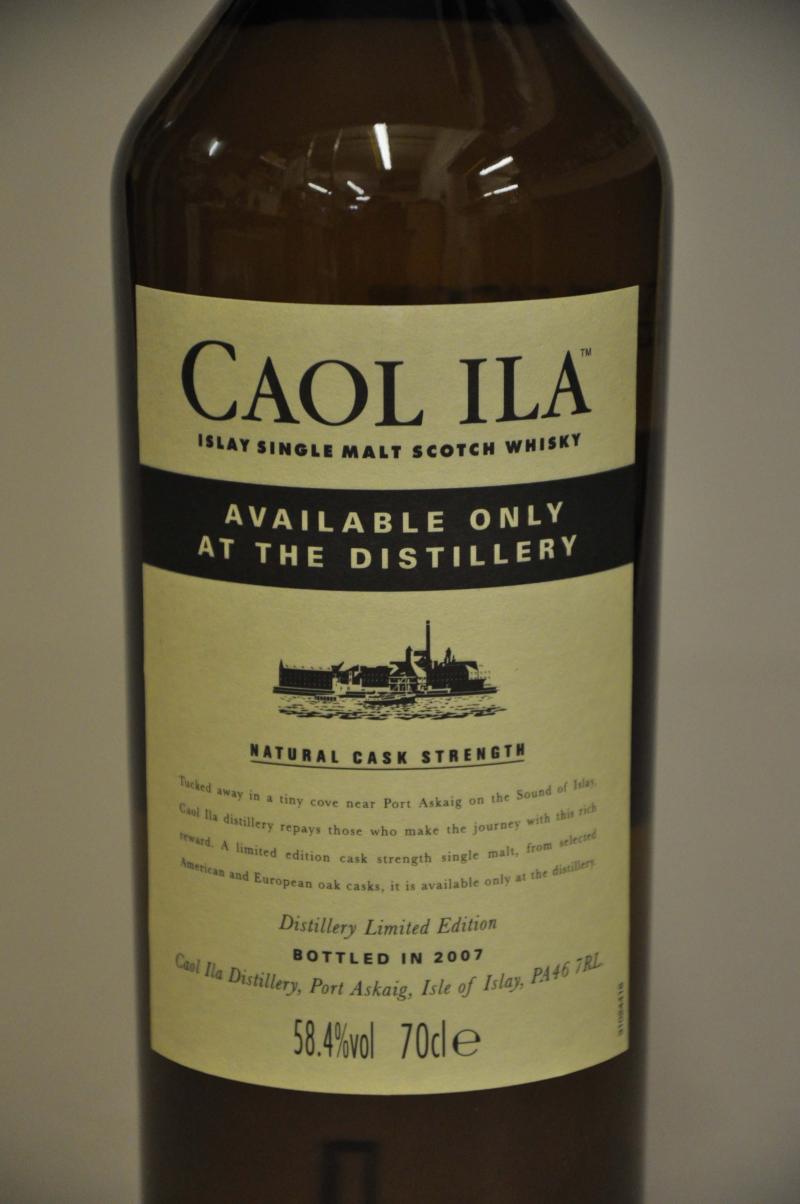 CAOL ILA™
ISLAY SINGLE MALT SCOTCH WHISKY
AVAILABLE ONLY
AT THE DISTILLERY
NATURAL CASK STRENGTH
Tucked away in a tiny cove near Port Askaig on the Sound of Islay,
Caol Ila distillery repays those who make the journey with this rich
reward. A limited edition cask strength single malt, from selected
American and European oak casks, it is available only at the distillery.
Distillery Limited Edition
BOTTLED IN 2007
Caol Ila Distillery, Port Askaig, Isle of Islay, PA46 7RL
58.4%vol 70cl e